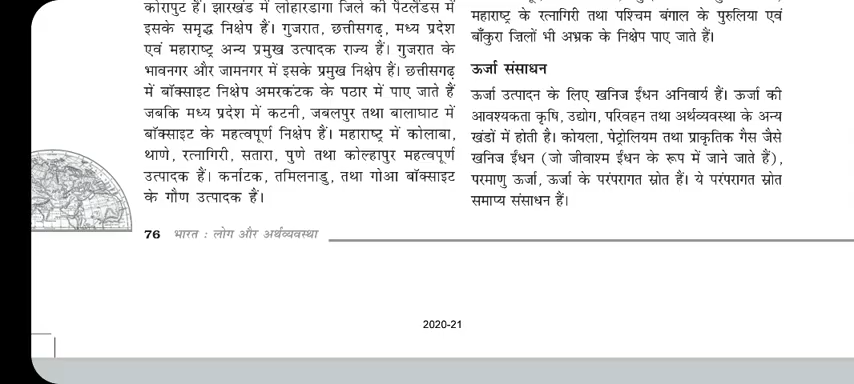 कोरापुट हैं। झारखंड में लोहारडागा जिले की पैटलैंडस में
इसके समृद्ध निक्षेप हैं। गुजरात, छत्तीसगढ़, मध्य प्रदेश
एवं महाराष्ट्र अन्य प्रमुख उत्पादक राज्य हैं। गुजरात के
भावनगर और जामनगर में इसके प्रमुख निक्षेप हैं। छत्तीसगढ़
में बॉक्साइट निक्षेप अमरकंटक के पठार में पाए जाते हैं
जबकि मध्य प्रदेश में कटनी, जबलपुर तथा बालाघाट में
बॉक्साइट के महत्वपूर्ण निक्षेप हैं। महाराष्ट्र में कोलाबा,
थाणे, रत्नागिरी, सतारा, पुणे तथा कोल्हापुर महत्वपूर्ण
उत्पादक हैं। कर्नाटक, तमिलनाडु, तथा गोआ बॉक्साइट
के गौण उत्पादक हैं।
महाराष्ट्र के रत्नागिरी तथा पश्चिम बंगाल के पुरुलिया एवं
बाँकुरा ज़िलों भी अभ्रक के निक्षेप पाए जाते हैं।
ऊर्जा संसाधन
ऊर्जा उत्पादन के लिए खनिज ईंधन अनिवार्य हैं। ऊर्जा की
आवश्यकता कृषि, उद्योग, परिवहन तथा अर्थव्यवस्था के अन्य
खंडों में होती है। कोयला, पेट्रोलियम तथा प्राकृतिक गैस जैसे
खनिज ईंधन (जो जीवाश्म ईंधन के रूप में जाने जाते हैं),
परमाणु ऊर्जा, ऊर्जा के परंपरागत स्रोत हैं। ये परंपरागत स्रोत
समाप्य संसाधन हैं।
76 भारत : लोग और अर्थव्यवस्था
2020-21